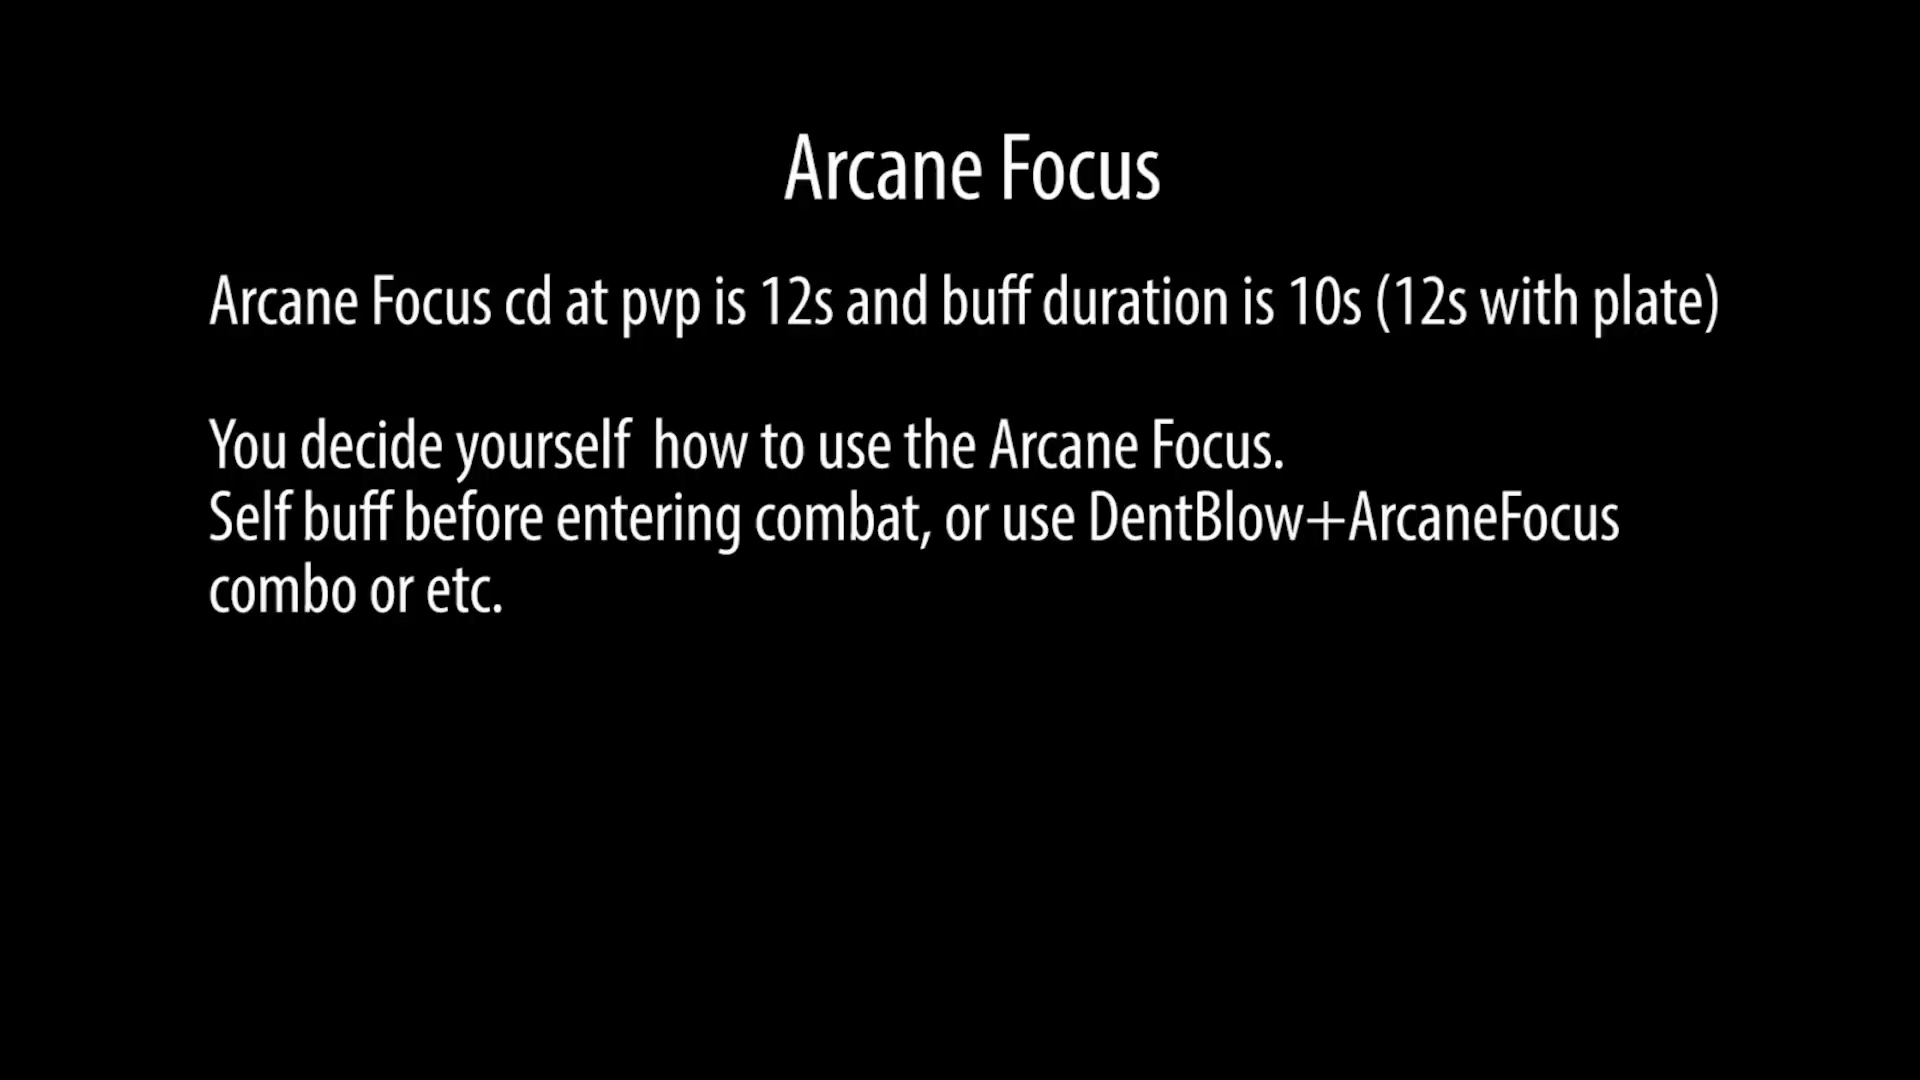 Arcane Focus
Arcane Focus cd at pvp is 12s and buff duration is 10s (12s with plate)
You decide yourself  how to use the Arcane Focus.
Self buff before entering combat, or use DentBlow+ArcaneFocus
combo or etc.